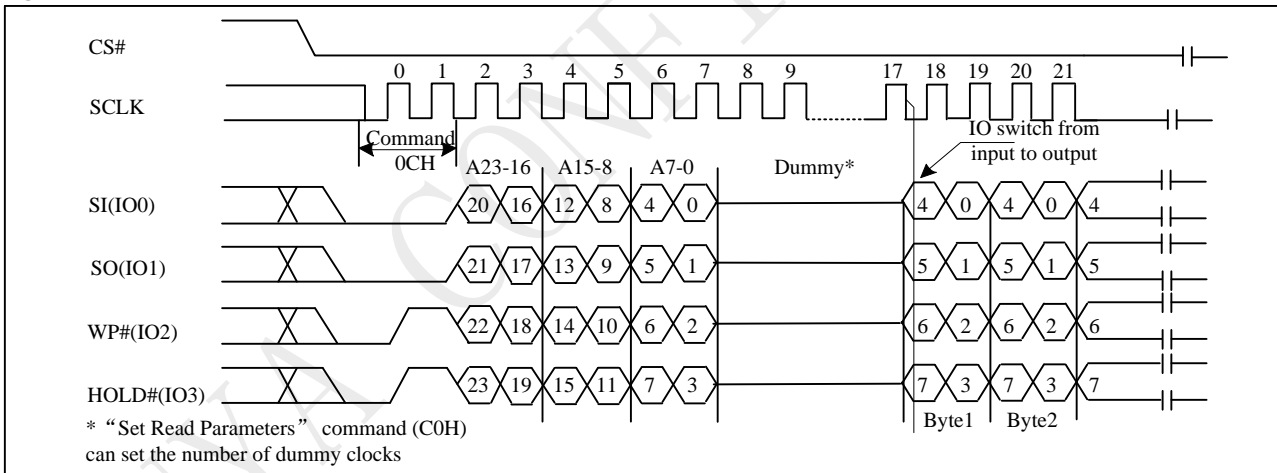 CS#
0 1 2 3 4 5 6 7 8 9 17 18 19 20 21
SCLK
Command
0CH
IO switch from
input to output
A23-16 A15-8 A7-0 Dummy*
SI(IO0) 20 16 12 8 4 0 4 0 4 0 4
SO(IO1) 21 17 13 9 5 1 5 1 5 1 5
WP#(IO2) 22 18 14 10 6 2 6 2 6 2 6
HOLD#(IO3) 23 19 15 11 7 3 7 3 7 3 7
Byte1 Byte2
* “Set Read Parameters” command (C0H)
can set the number of dummy clocks